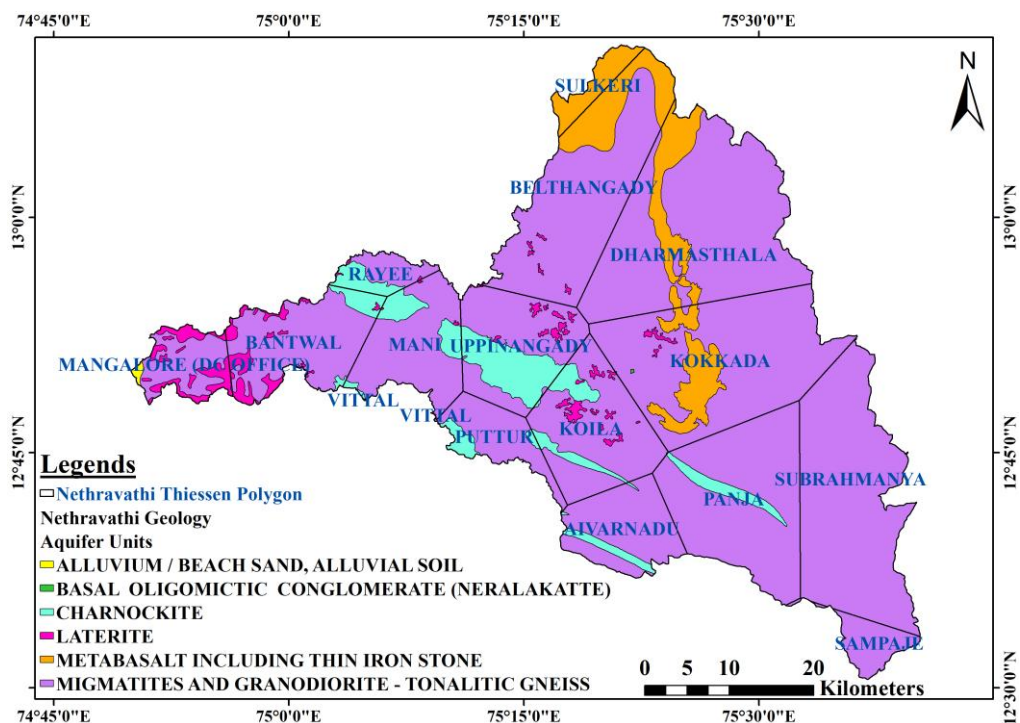 74°45'0"E 75°0'0"E 75°15'0"E 75°30'0"E
N
SULKERI
BELTHANGADY
13°0'0"N 13°0'0"N
DHARMASTHALA
RAYEE
BANTWAL
MANI UPPINANGADY
MANGALORE (DC OFFICE)
KOKKADA
VITTAL
VITTAL
PUTTUR KOILA
12°45'0"N 12°45'0"N
SUBRAHMANYA
PANJA
AIVARNADU
SAMPAJE
Legends
Nethravathi Thiessen Polygon
Nethravathi Geology
Aquifer Units
ALLUVIUM / BEACH SAND, ALLUVIAL SOIL
BASAL OLIGOMICTIC CONGLOMERATE (NERALAKATTE)
CHARNOCKITE
LATERITE
METABASALT INCLUDING THIN IRON STONE
MIGMATITES AND GRANODIORITE - TONALITIC GNEISS
0 5 10 20
Kilometers
12°30'0"N
74°45'0"E 75°0'0"E 75°15'0"E 75°30'0"E